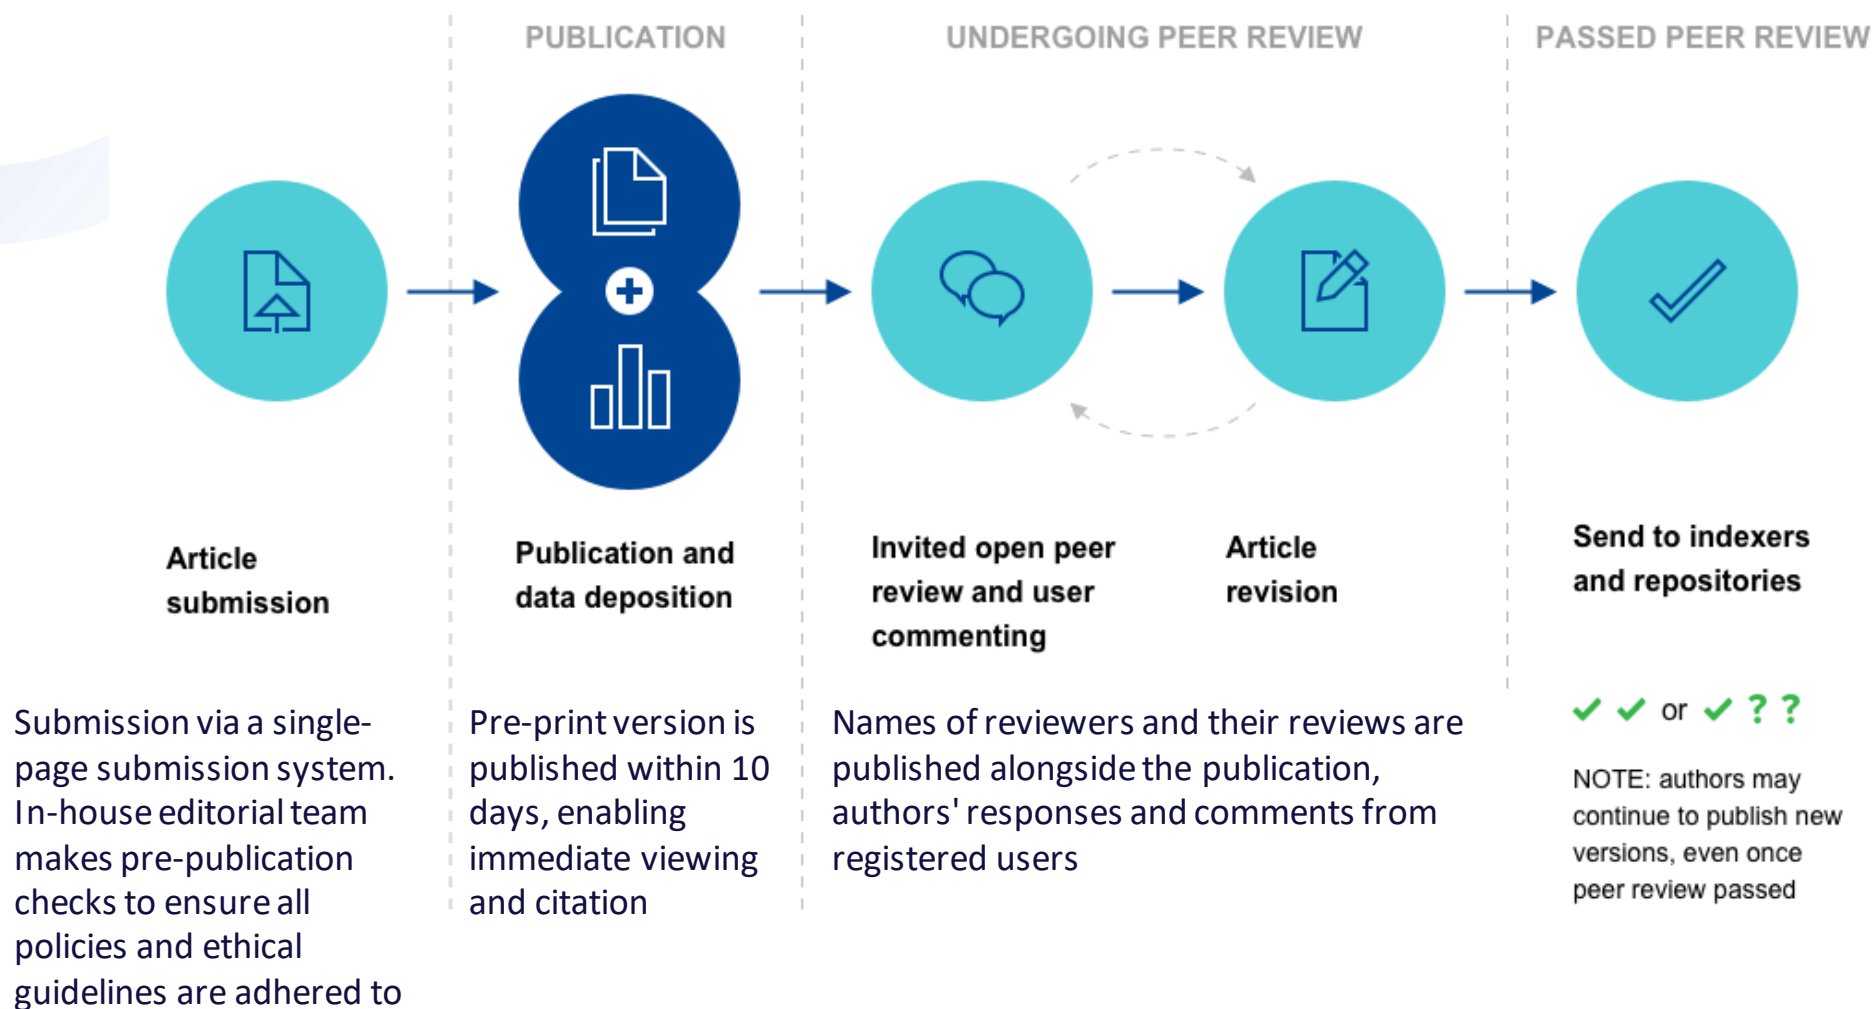 PUBLICATION
UNDERGOING PEER REVIEW
PASSED PEER REVIEW
Article
submission
Publication and
data deposition
Invited open peer
review and user
commenting
Article
revision
Send to indexers
and repositories
Submission via a single-
page submission system.
In-house editorial team
makes pre-publication
checks to ensure all
policies and ethical
guidelines are adhered to
Pre-print version is
published within 10
days, enabling
immediate viewing
and citation
Names of reviewers and their reviews are
published alongside the publication,
authors' responses and comments from
registered users
✔ ✔ or ✔ ? ?
NOTE: authors may
continue to publish new
versions, even once
peer review passed